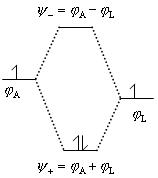 ψ₋ = φ_A − φ_L
φ_A
φ_L
ψ₊ = φ_A + φ_L